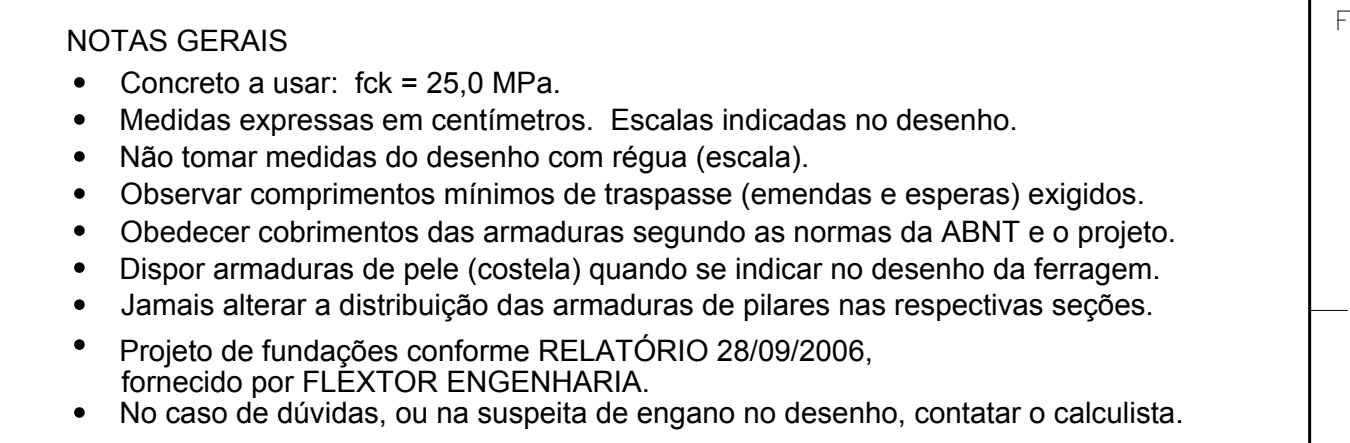 NOTAS GERAIS
• Concreto a usar:  fck = 25,0 MPa.
• Medidas expressas em centímetros.  Escalas indicadas no desenho.
• Não tomar medidas do desenho com régua (escala).
• Observar comprimentos mínimos de traspasse (emendas e esperas) exigidos.
• Obedecer cobrimentos das armaduras segundo as normas da ABNT e o projeto.
• Dispor armaduras de pele (costela) quando se indicar no desenho da ferragem.
• Jamais alterar a distribuição das armaduras de pilares nas respectivas seções.
• Projeto de fundações conforme RELATÓRIO 28/09/2006,
fornecido por FLEXTOR ENGENHARIA.
• No caso de dúvidas, ou na suspeita de engano no desenho, contatar o calculista.